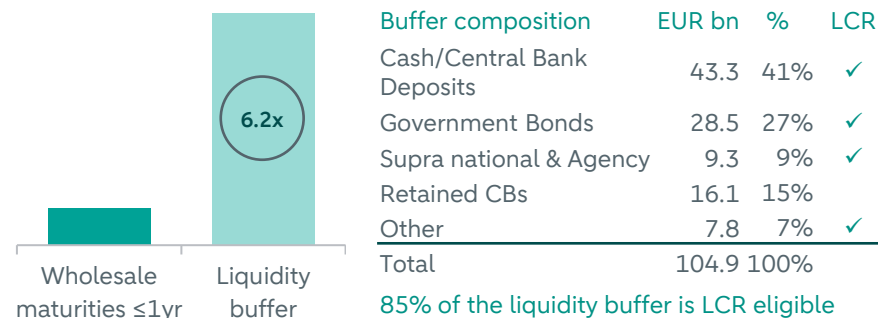 6.2x
Wholesale Liquidity
maturities ≤1yr buffer
Buffer composition EUR bn % LCR
Cash/Central Bank
Deposits 43.3 41% ✓
Government Bonds 28.5 27% ✓
Supra national & Agency 9.3 9% ✓
Retained CBs 16.1 15%
Other 7.8 7% ✓
Total 104.9 100%
85% of the liquidity buffer is LCR eligible